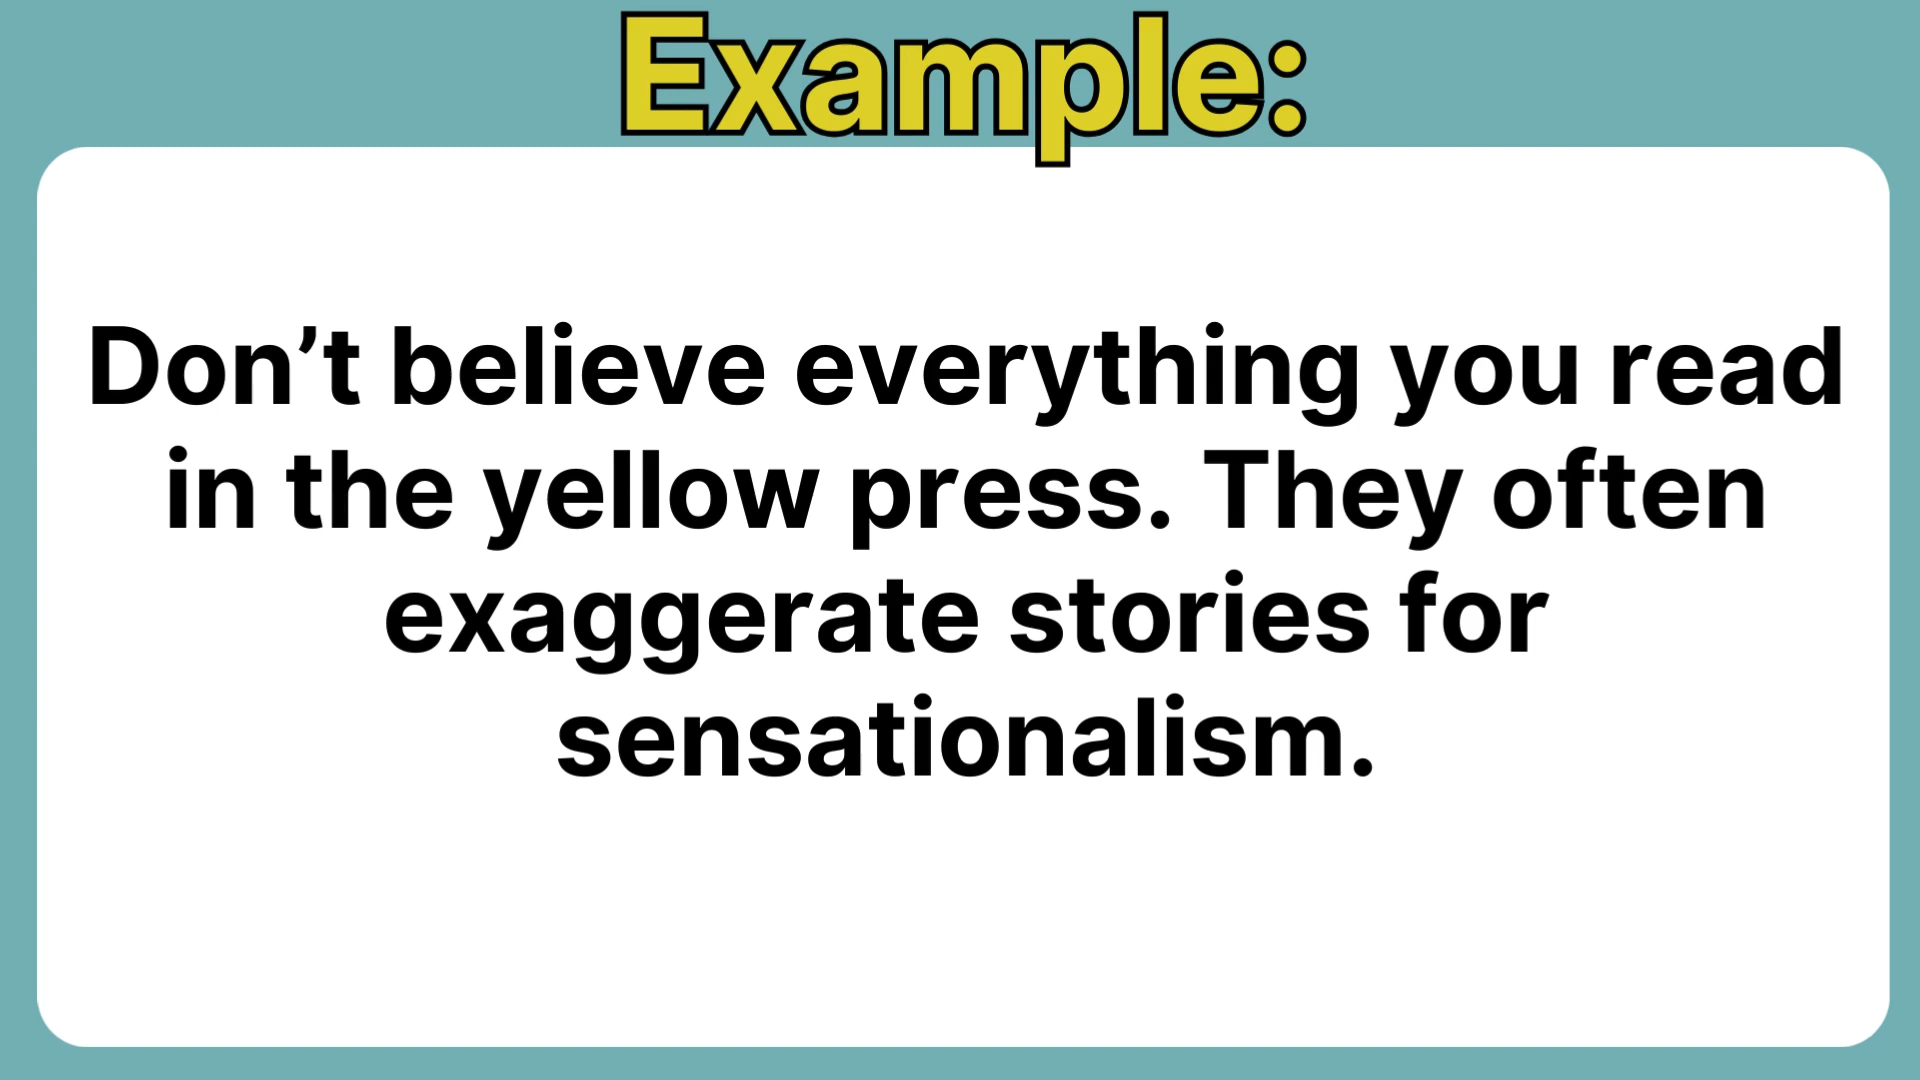 Example:
Don’t believe everything you read
in the yellow press. They often
exaggerate stories for
sensationalism.